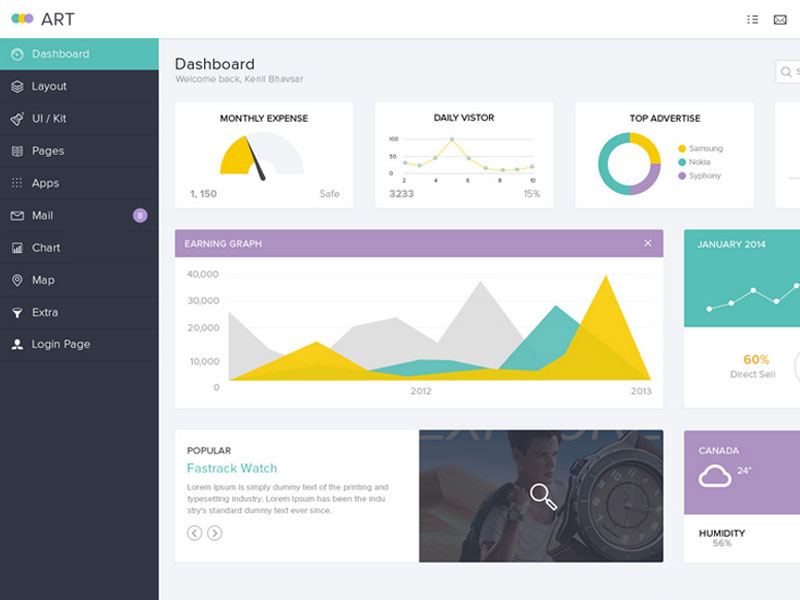 ART
Dashboard
Layout
UI / Kit
Pages
Apps
Mail
8
Chart
Map
Extra
Login Page
Dashboard
Welcome back, Kenil Bhavsar
MONTHLY EXPENSE
1, 150
Safe
DAILY VISTOR
100
50
0
2 4 6 8 10
3233
15%
TOP ADVERTISE
Samsung
Nokia
Syphony
EARNING GRAPH
40,000
30,000
20,000
10,000
0
2012
2013
JANUARY 2014
60%
Direct Sell
POPULAR
Fastrack Watch
Lorem Ipsum is simply dummy text of the printing and
typesetting industry. Lorem Ipsum has been the indu
stry's standard dummy text ever since.
CANADA
24°
HUMIDITY
56%